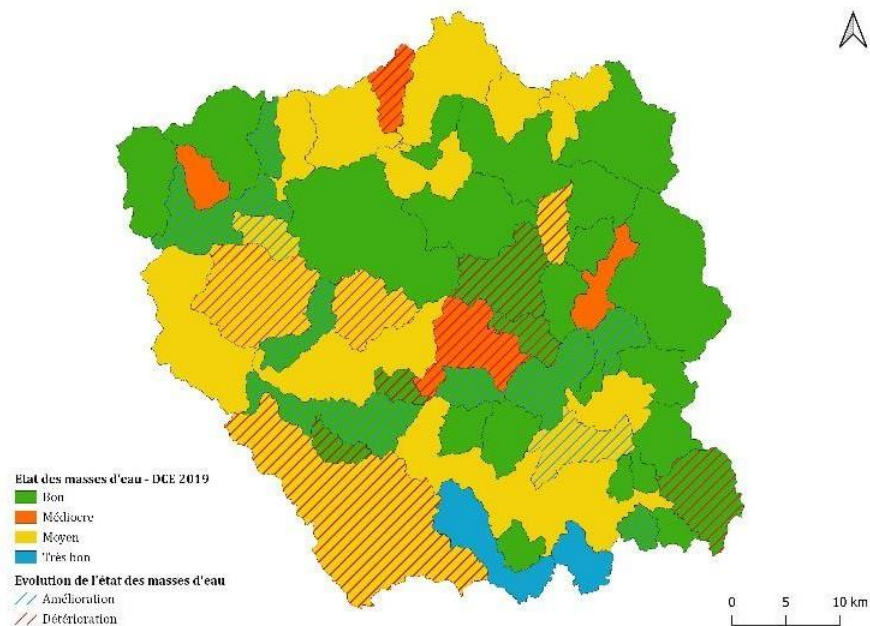 Etat des masses d'eau - DCE 2019
Bon
Médiocre
Moyen
Très bon
Evolution de l'état des masses d'eau
Amélioration
Détérioration
0 5 10 km